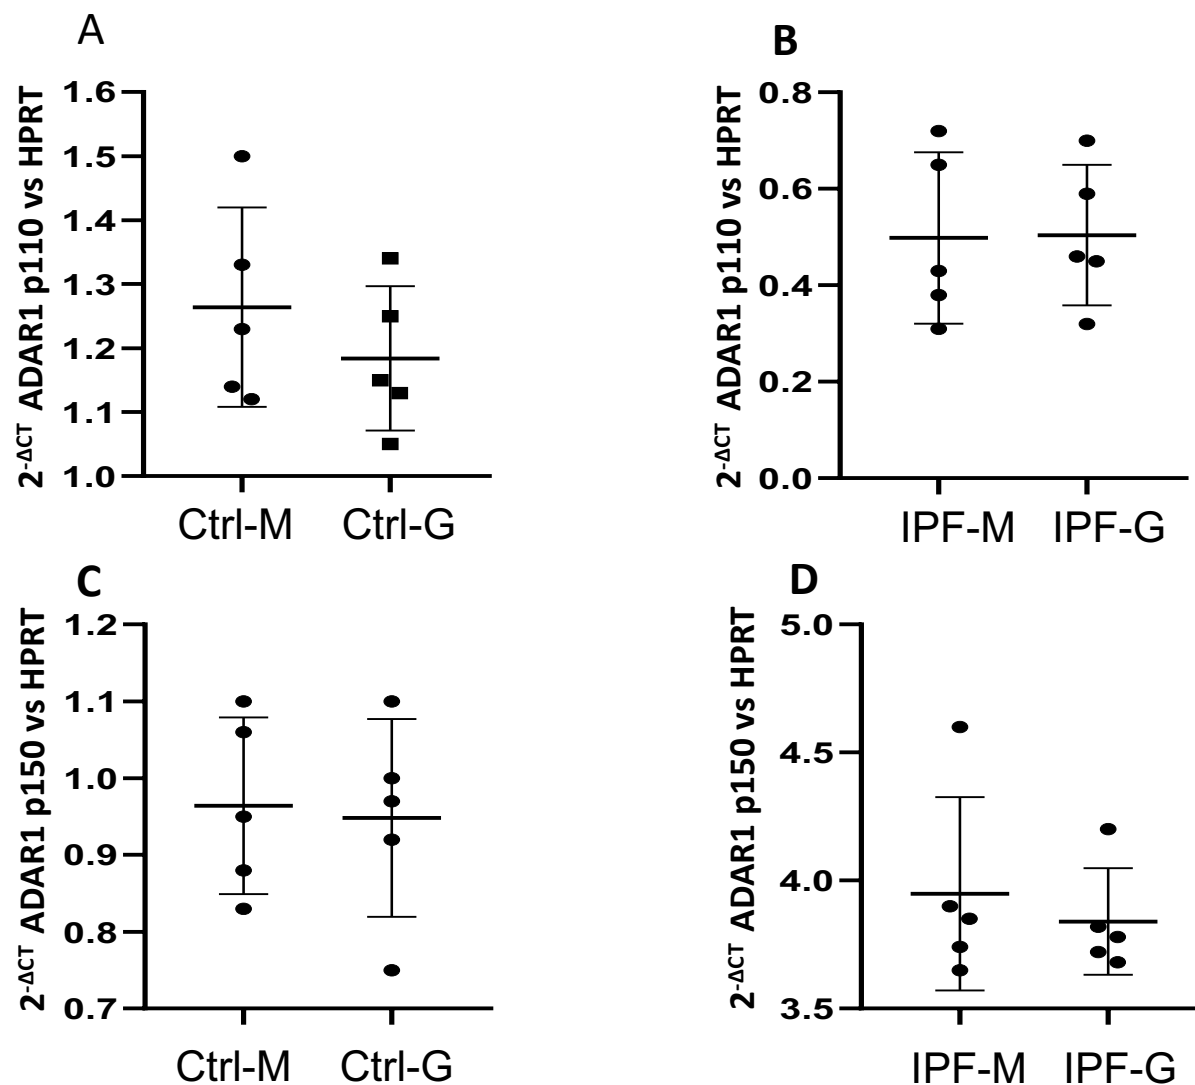 A
2-ΔCT ADAR1 p110 vs HPRT
1.6
1.5
1.4
1.3
1.2
1.1
1.0
Ctrl-M Ctrl-G
B
2-ΔCT ADAR1 p110 vs HPRT
0.8
0.6
0.4
0.2
0.0
IPF-M IPF-G
C
2-ΔCT ADAR1 p150 vs HPRT
1.2
1.1
1.0
0.9
0.8
0.7
Ctrl-M Ctrl-G
D
2-ΔCT ADAR1 p150 vs HPRT
5.0
4.5
4.0
3.5
IPF-M IPF-G